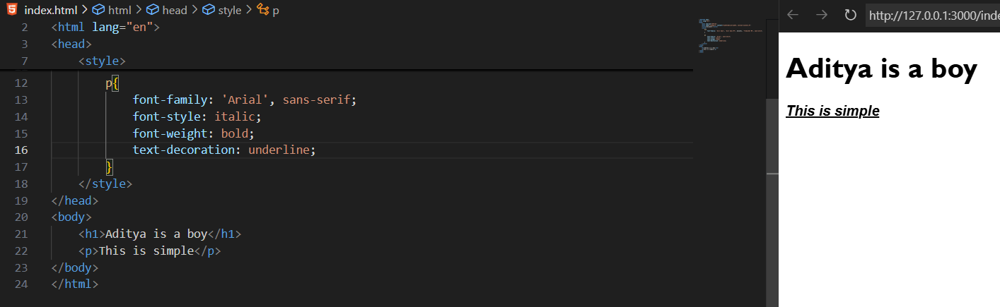 index.html > html > head > style > p
2 <html lang="en">
3 <head>
7 <style>
12 p{
13 font-family: 'Arial', sans-serif;
14 font-style: italic;
15 font-weight: bold;
16 text-decoration: underline;
17 }
18 </style>
19 </head>
20 <body>
21 <h1>Aditya is a boy</h1>
22 <p>This is simple</p>
23 </body>
24 </html>
http://127.0.0.1:3000/inde
Aditya is a boy
This is simple